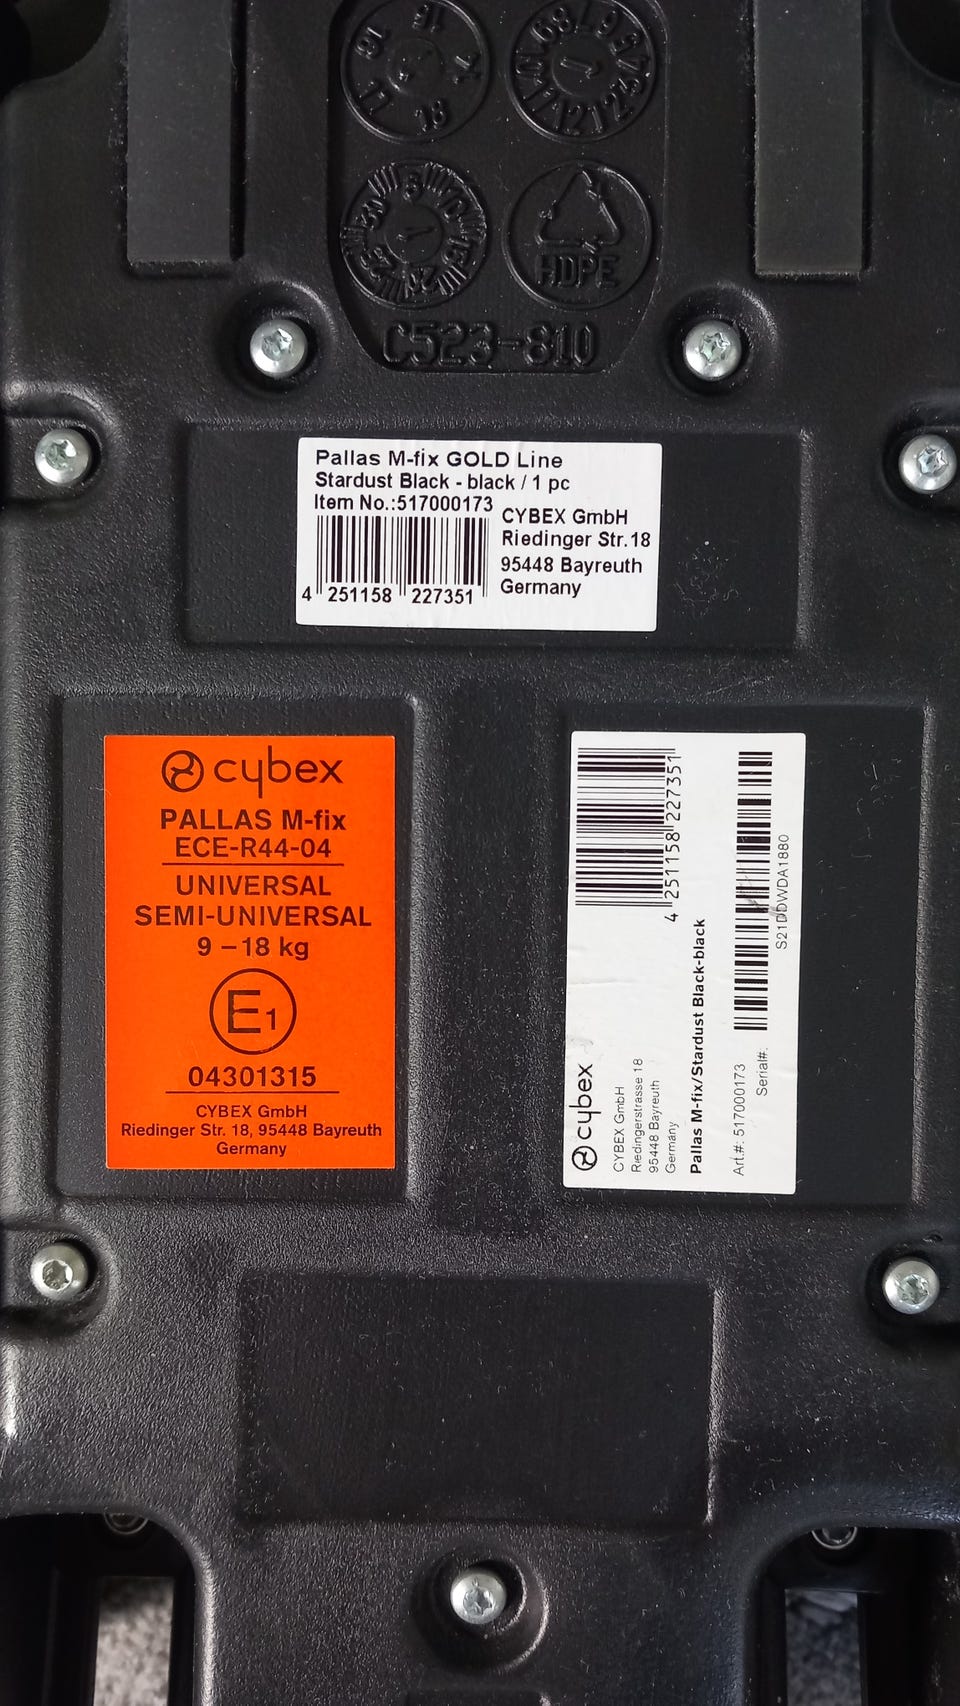 HDPE
C523-810
Pallas M-fix GOLD Line
Stardust Black - black / 1 pc
Item No.:517000173
CYBEX GmbH
Riedinger Str.18
95448 Bayreuth
Germany
4 251158 227351
cybex
PALLAS M-fix
ECE-R44-04
UNIVERSAL
SEMI-UNIVERSAL
9 – 18 kg
E1
04301315
CYBEX GmbH
Riedinger Str. 18, 95448 Bayreuth
Germany
cybex
CYBEX GmbH
Riedingerstrasse 18
95448 Bayreuth
Germany
Pallas M-fix/Stardust Black-black
Art.#: 517000173
Serial#:
4 251158 227351